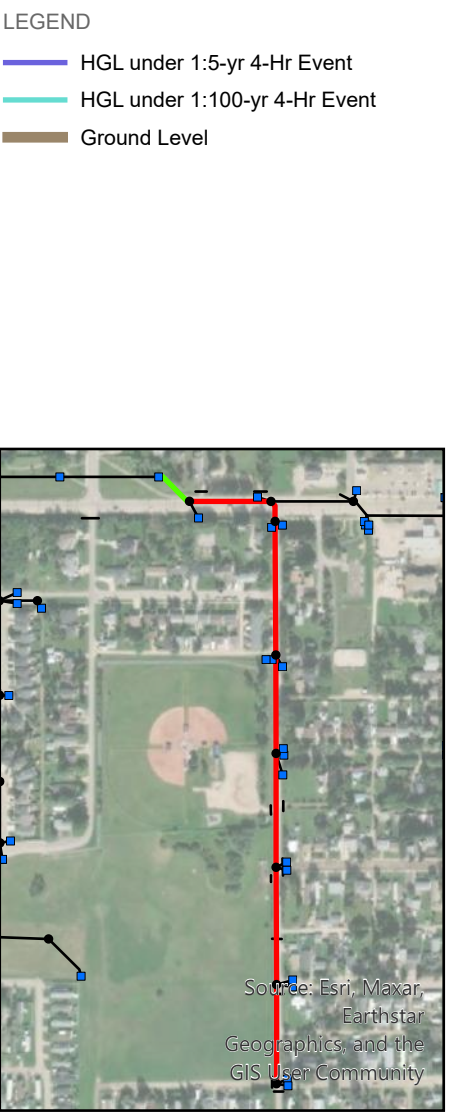 LEGEND
HGL under 1:5-yr 4-Hr Event
HGL under 1:100-yr 4-Hr Event
Ground Level
Source: Esri, Maxar,
Earthstar
Geographics, and the
GIS User Community